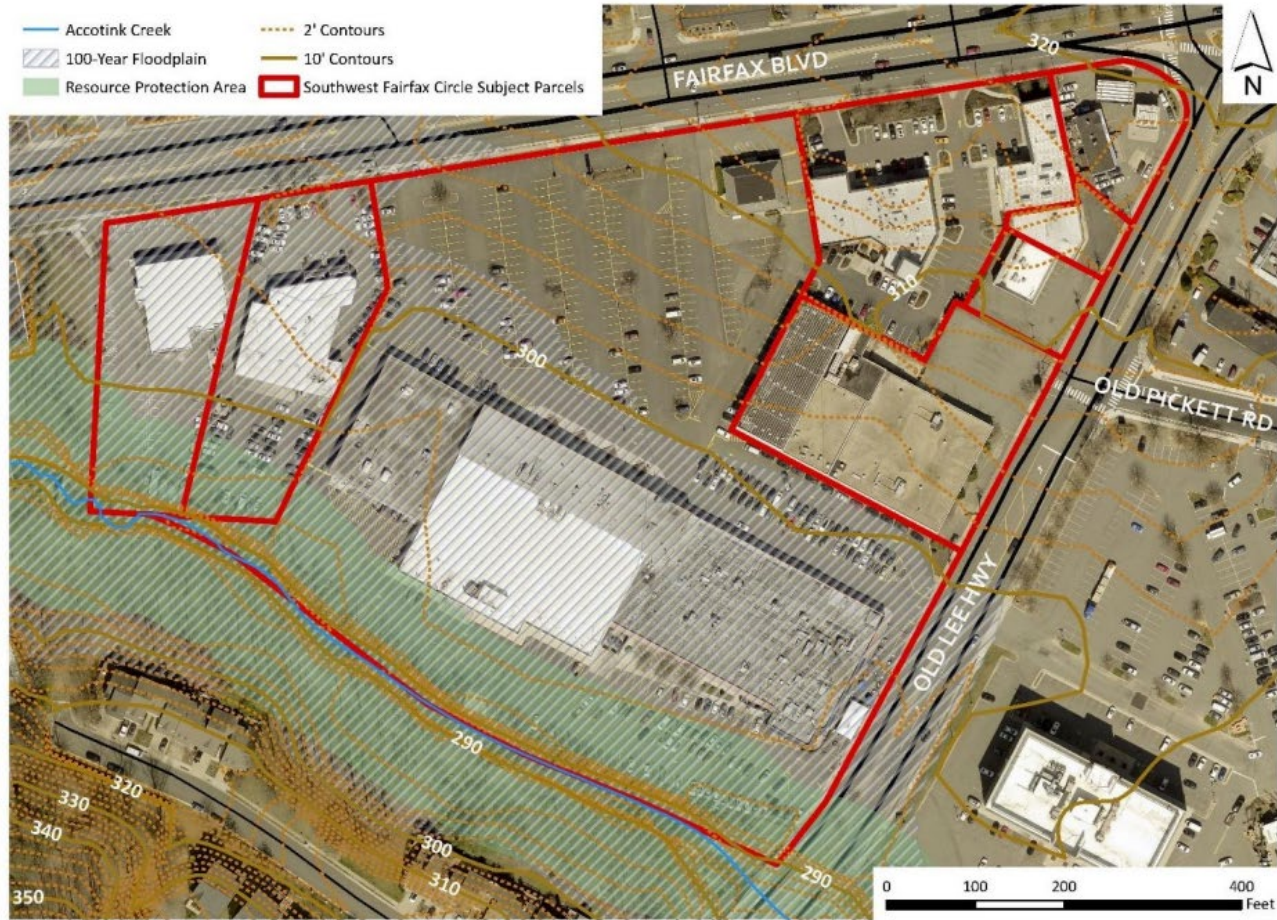 Accotink Creek
2' Contours
100-Year Floodplain
10' Contours
Resource Protection Area
Southwest Fairfax Circle Subject Parcels
N
320
FAIRFAX BLVD
310
300
OLD PICKETT RD
OLD LEE HWY
290
320
330
340
350
300
310
290
0 100 200 400
Feet